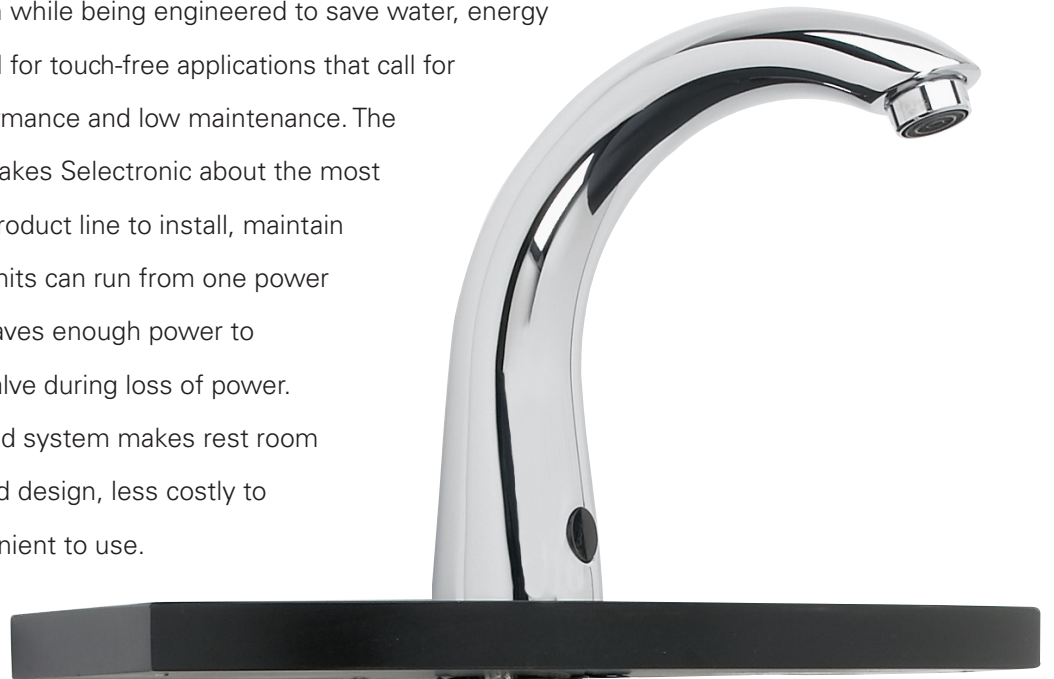 while being engineered to save water, energy
for touch-free applications that call for
rmance and low maintenance. The
akes Selectronic about the most
roduct line to install, maintain
nits can run from one power
aves enough power to
alve during loss of power.
d system makes rest room
d design, less costly to
nient to use.